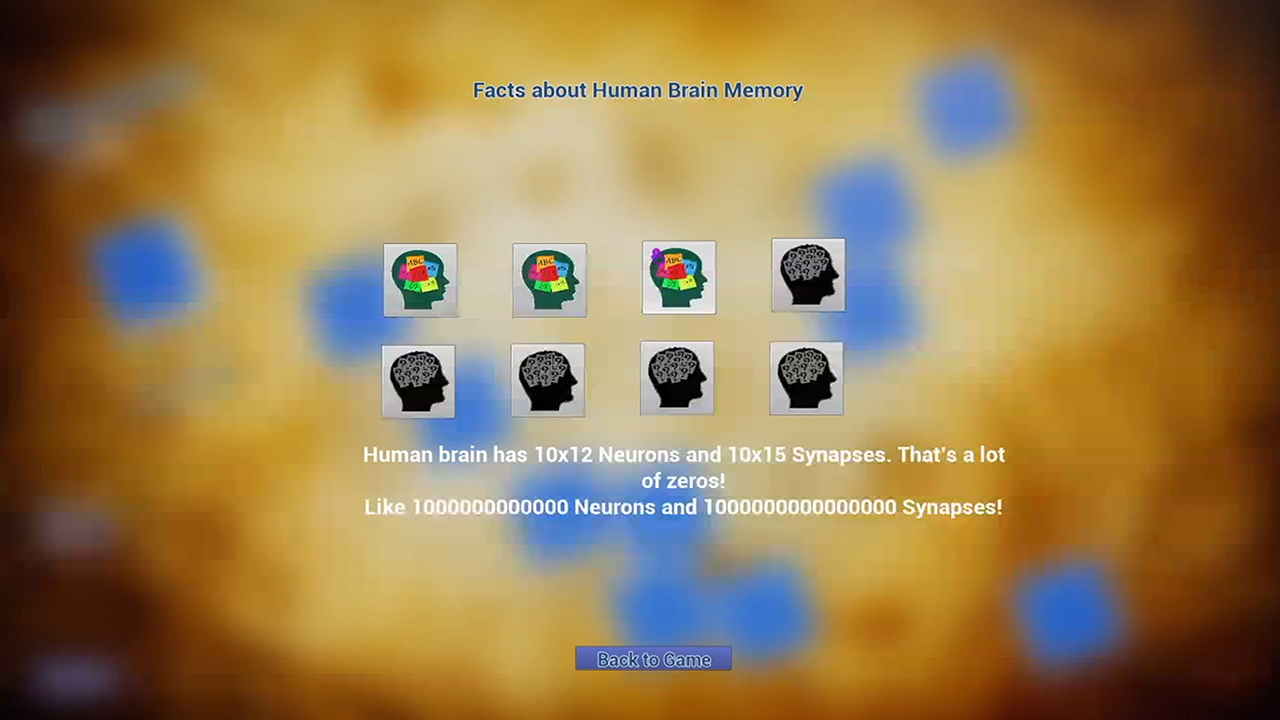 Facts about Human Brain Memory
Human brain has 10x12 Neurons and 10x15 Synapses. That's a lot
of zeros!
Like 1000000000000 Neurons and 1000000000000000 Synapses!
Back to Game